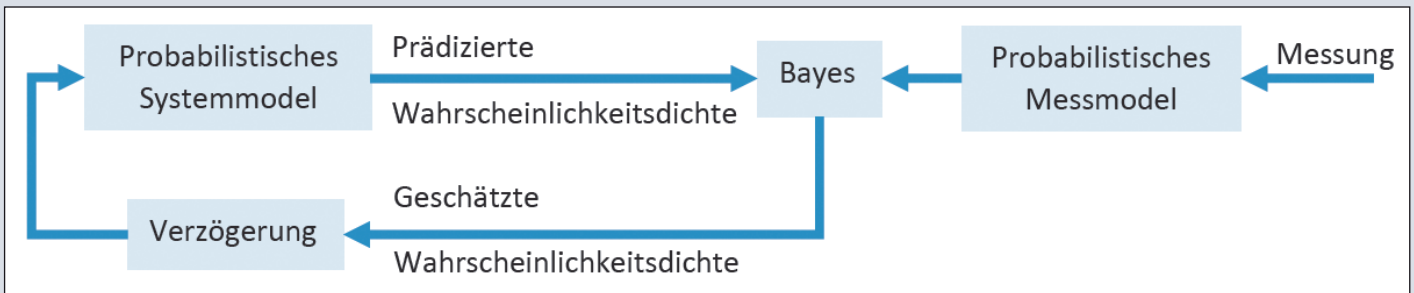 Probabilistisches
Systemmodel
Prädizierte
Wahrscheinlichkeitsdichte
Bayes
Probabilistisches
Messmodel
Messung
Verzögerung
Geschätzte
Wahrscheinlichkeitsdichte